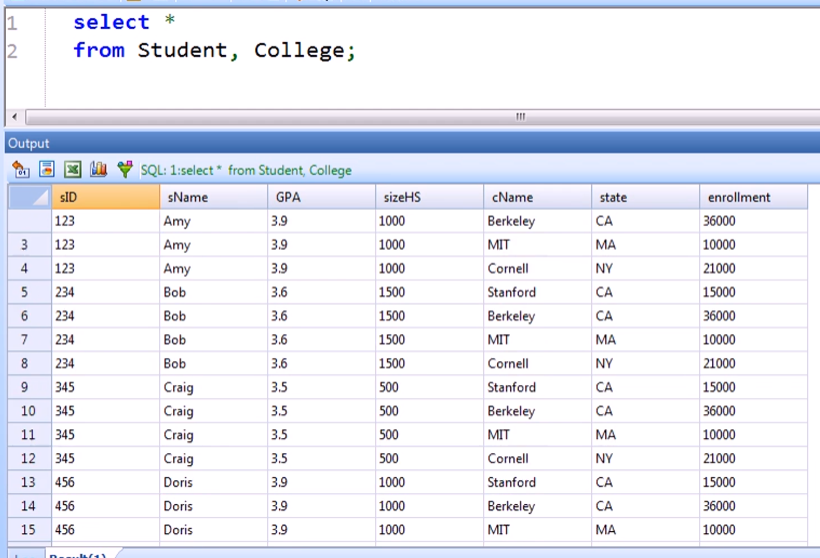 1 select *
2 from Student, College;
Output
SQL: 1:select * from Student, College
sID sName GPA sizeHS cName state enrollment
123 Amy 3.9 1000 Berkeley CA 36000
3 123 Amy 3.9 1000 MIT MA 10000
4 123 Amy 3.9 1000 Cornell NY 21000
5 234 Bob 3.6 1500 Stanford CA 15000
6 234 Bob 3.6 1500 Berkeley CA 36000
7 234 Bob 3.6 1500 MIT MA 10000
8 234 Bob 3.6 1500 Cornell NY 21000
9 345 Craig 3.5 500 Stanford CA 15000
10 345 Craig 3.5 500 Berkeley CA 36000
11 345 Craig 3.5 500 MIT MA 10000
12 345 Craig 3.5 500 Cornell NY 21000
13 456 Doris 3.9 1000 Stanford CA 15000
14 456 Doris 3.9 1000 Berkeley CA 36000
15 456 Doris 3.9 1000 MIT MA 10000
Result(1)